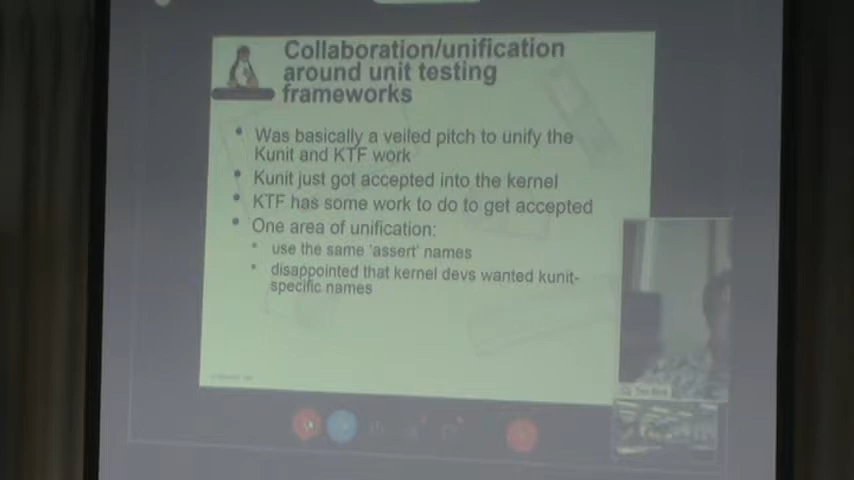 Collaboration/unification
around unit testing
frameworks
• Was basically a veiled pitch to unify the
Kunit and KTF work
• Kunit just got accepted into the kernel
• KTF has some work to do to get accepted
• One area of unification:
• use the same 'assert' names
• disappointed that kernel devs wanted kunit-
specific names